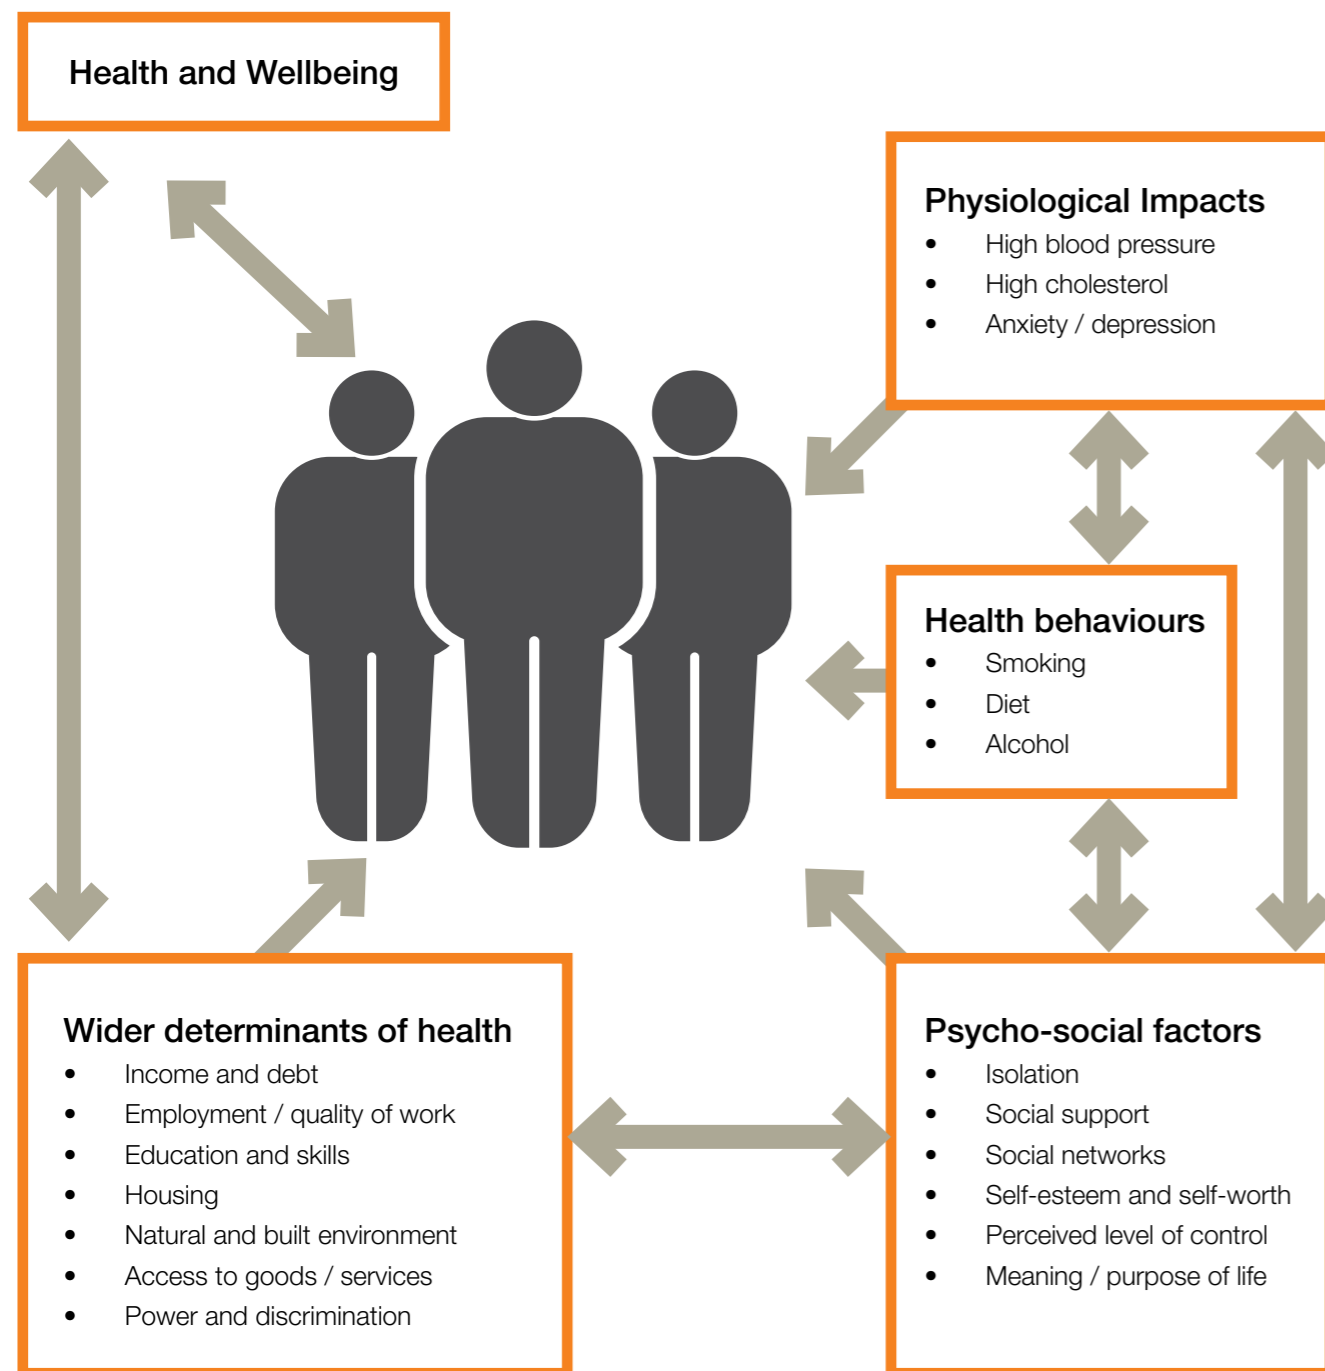 Health and Wellbeing
Physiological Impacts
• High blood pressure
• High cholesterol
• Anxiety / depression
Health behaviours
• Smoking
• Diet
• Alcohol
Wider determinants of health
• Income and debt
• Employment / quality of work
• Education and skills
• Housing
• Natural and built environment
• Access to goods / services
• Power and discrimination
Psycho-social factors
• Isolation
• Social support
• Social networks
• Self-esteem and self-worth
• Perceived level of control
• Meaning / purpose of life